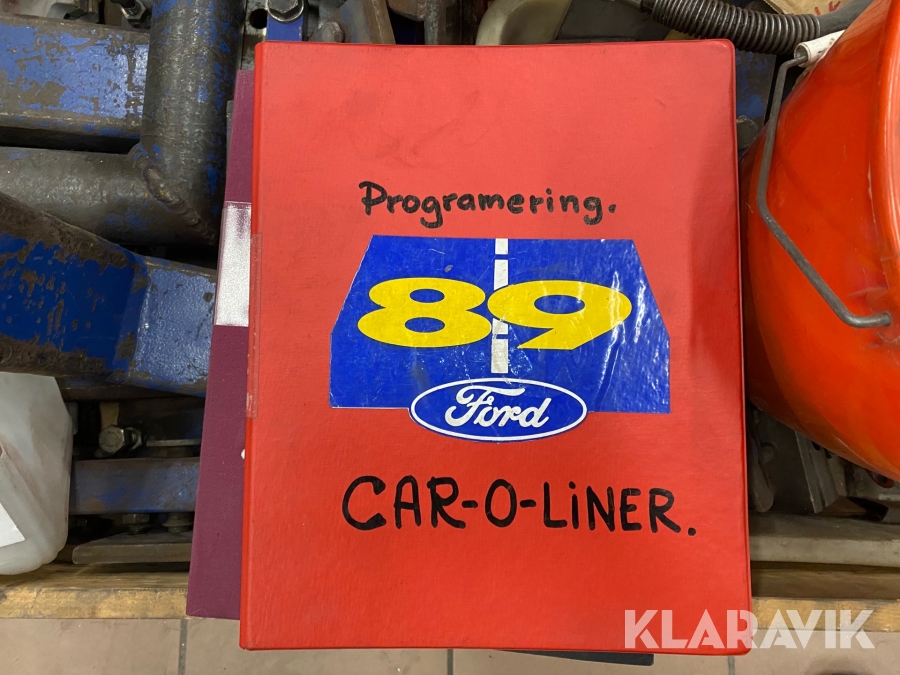 Programering.
89
Ford
CAR-O-LiNER.
KLARAVIK